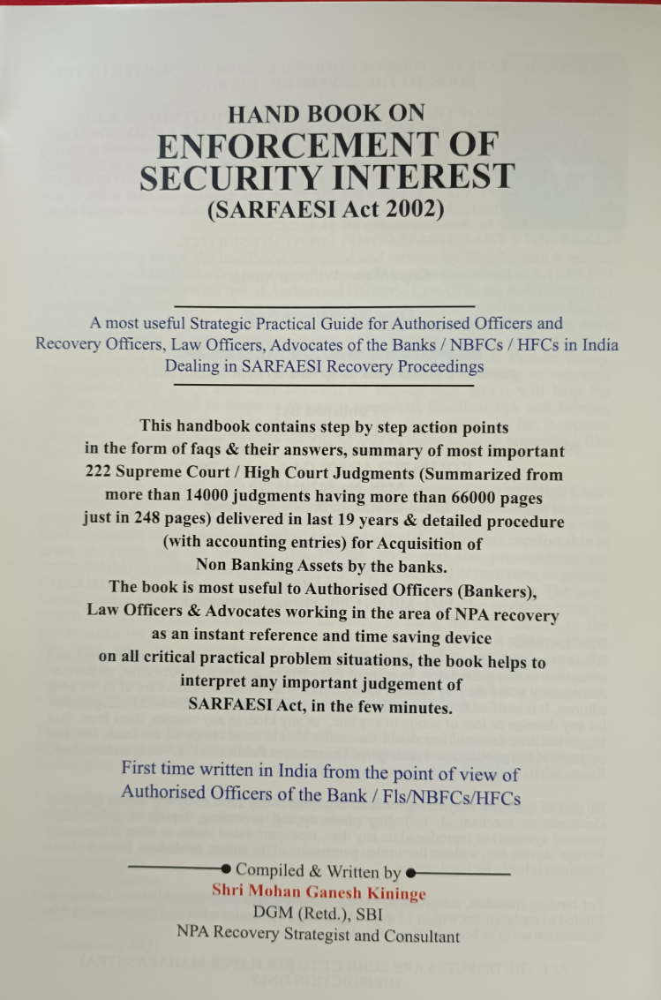 HAND BOOK ON
ENFORCEMENT OF
SECURITY INTEREST
(SARFAESI Act 2002)
A most useful Strategic Practical Guide for Authorised Officers and
Recovery Officers, Law Officers, Advocates of the Banks / NBFCs / HFCs in India
Dealing in SARFAESI Recovery Proceedings
This handbook contains step by step action points
in the form of faqs & their answers, summary of most important
222 Supreme Court / High Court Judgments (Summarized from
more than 14000 judgments having more than 66000 pages
just in 248 pages) delivered in last 19 years & detailed procedure
(with accounting entries) for Acquisition of
Non Banking Assets by the banks.
The book is most useful to Authorised Officers (Bankers),
Law Officers & Advocates working in the area of NPA recovery
as an instant reference and time saving device
on all critical practical problem situations, the book helps to
interpret any important judgement of
SARFAESI Act, in the few minutes.
First time written in India from the point of view of
Authorised Officers of the Bank / FIs/NBFCs/HFCs
Compiled & Written by
Shri Mohan Ganesh Kininge
DGM (Retd.), SBI
NPA Recovery Strategist and Consultant